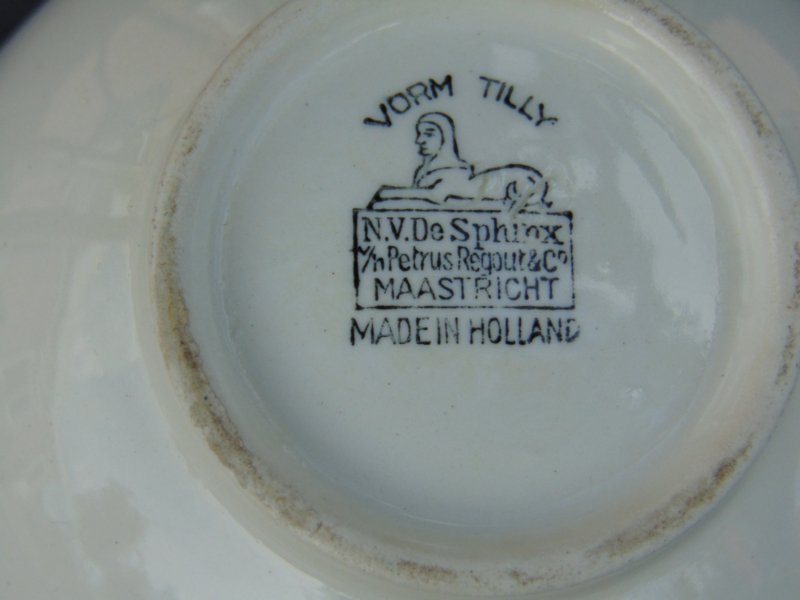 VORM TILLY
N.V. De Sphinx
v/h Petrus Regout & Co
MAASTRICHT
MADE IN HOLLAND